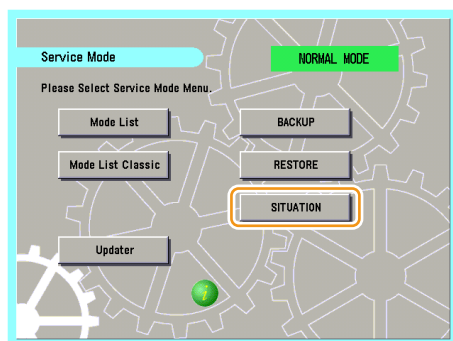 Service Mode
NORMAL MODE
Please Select Service Mode Menu.
Mode List
BACKUP
Mode List Classic
RESTORE
SITUATION
Updater
i